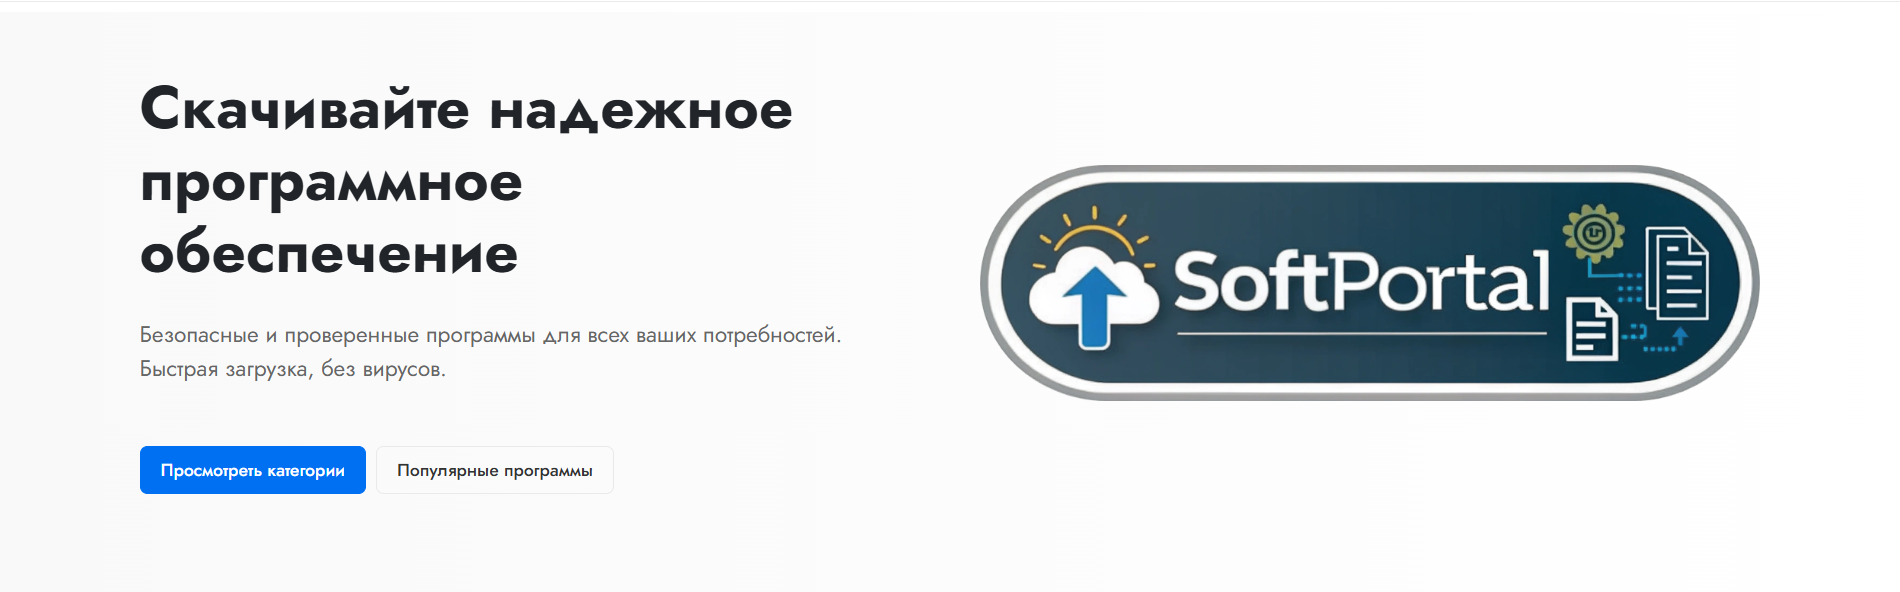 Скачивайте надежное
программное
обеспечение
Безопасные и проверенные программы для всех ваших потребностей.
Быстрая загрузка, без вирусов.
Просмотреть категории
Популярные программы
SoftPortal